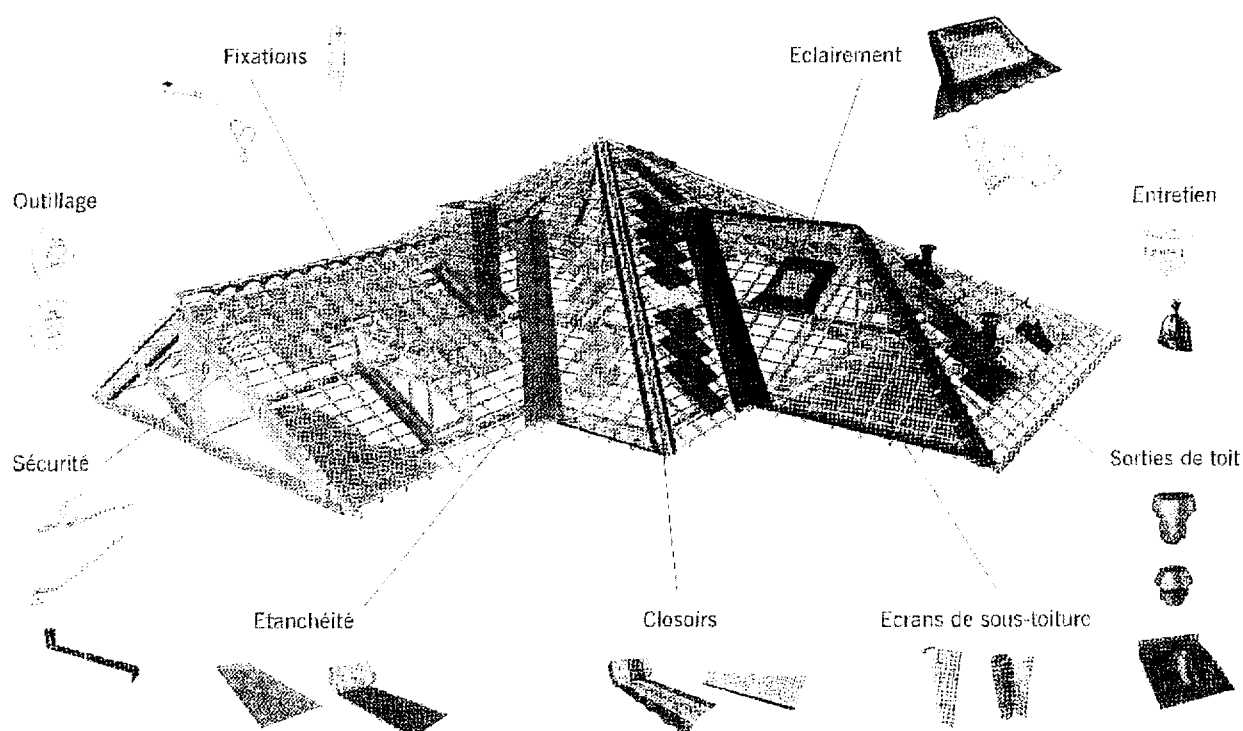 Fixations
Eclairement
Outillage
Entretien
Sécurité
Sorties de toit
Etanchéité
Closoirs
Ecrans de sous-toiture